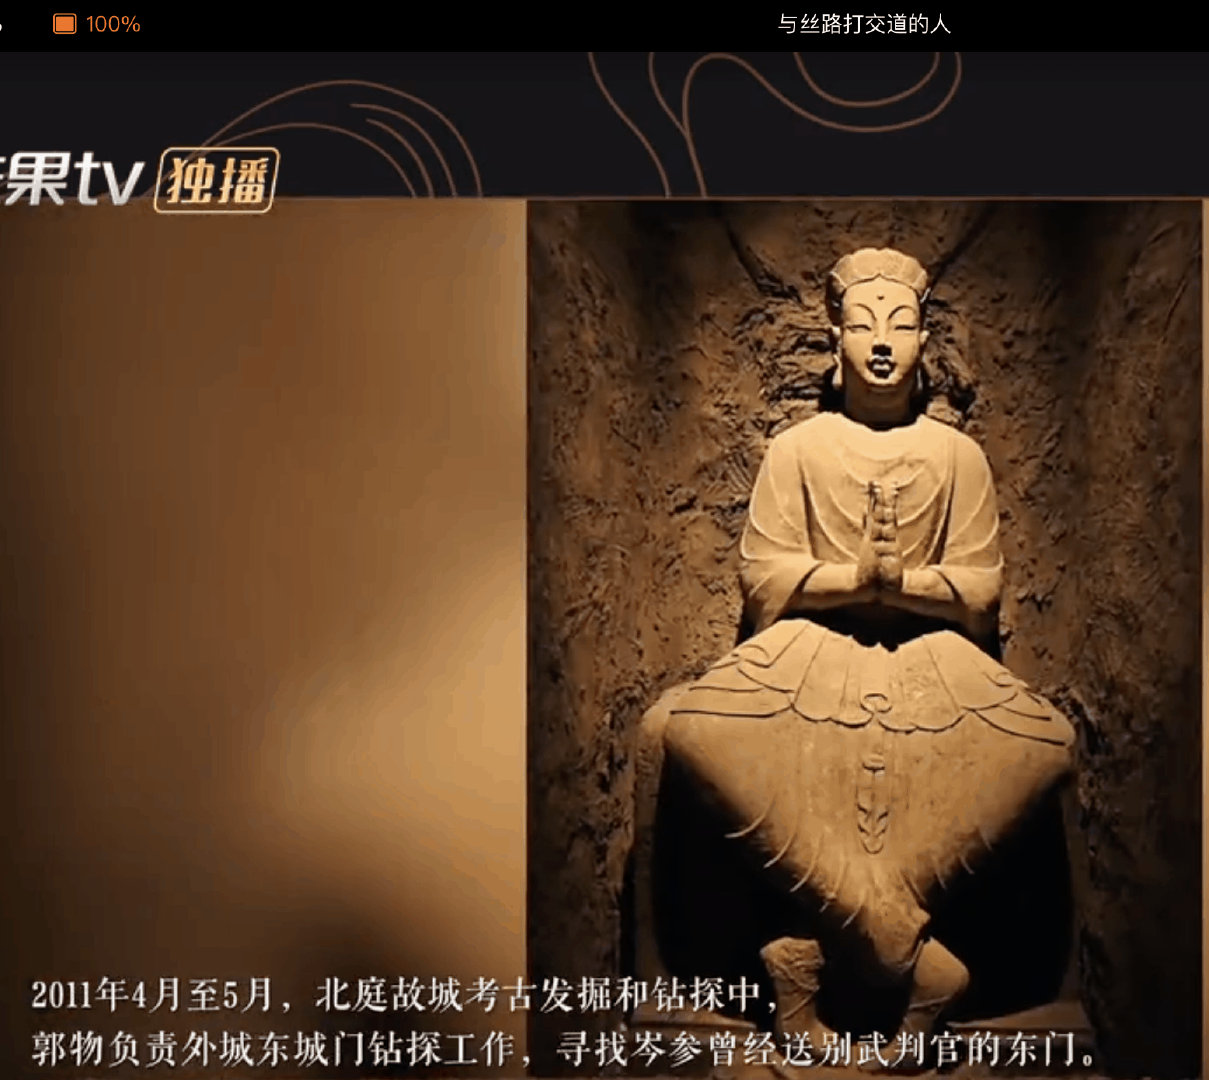 100%
与丝路打交道的人
果tv 独播
2011年4月至5月，北庭故城考古发掘和钻探中，
郭物负责外城东城门钻探工作，寻找岑参曾经送别武判官的东门。